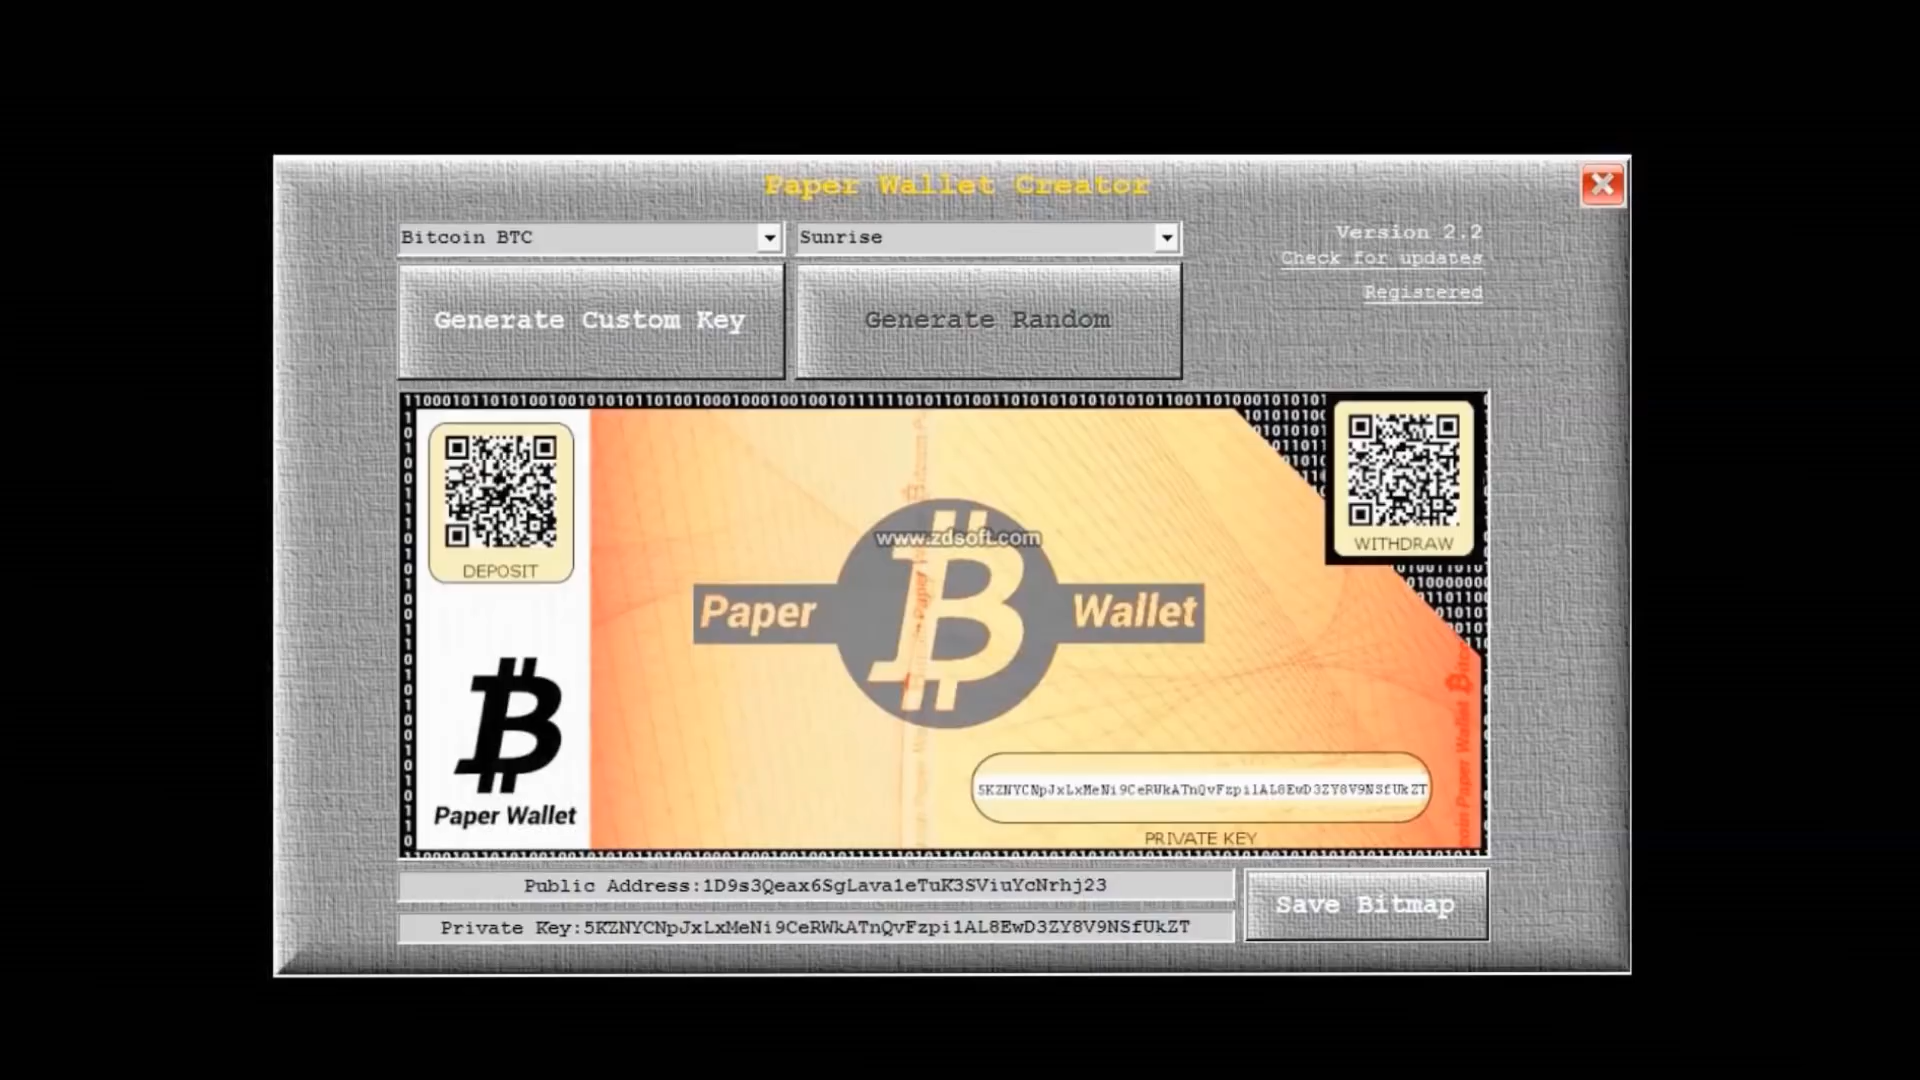 Paper Wallet Creator
Bitcoin BTC
Sunrise
Version 2.2
Check for updates
Registered
Generate Custom Key
Generate Random
DEPOSIT
WITHDRAW
www.zdsoft.com
Paper
Wallet
Paper Wallet
5KZNYCNpJxLxMeNi9CeRWkATnQvFzpi1AL8EwD3ZY8V9NSfUkZT
PRIVATE KEY
Public Address:1D9s3Qeax6SgLava1eTuK3SViuYcNrhj23
Private Key:5KZNYCNpJxLxMeNi9CeRWkATnQvFzpi1AL8EwD3ZY8V9NSfUkZT
Save Bitmap